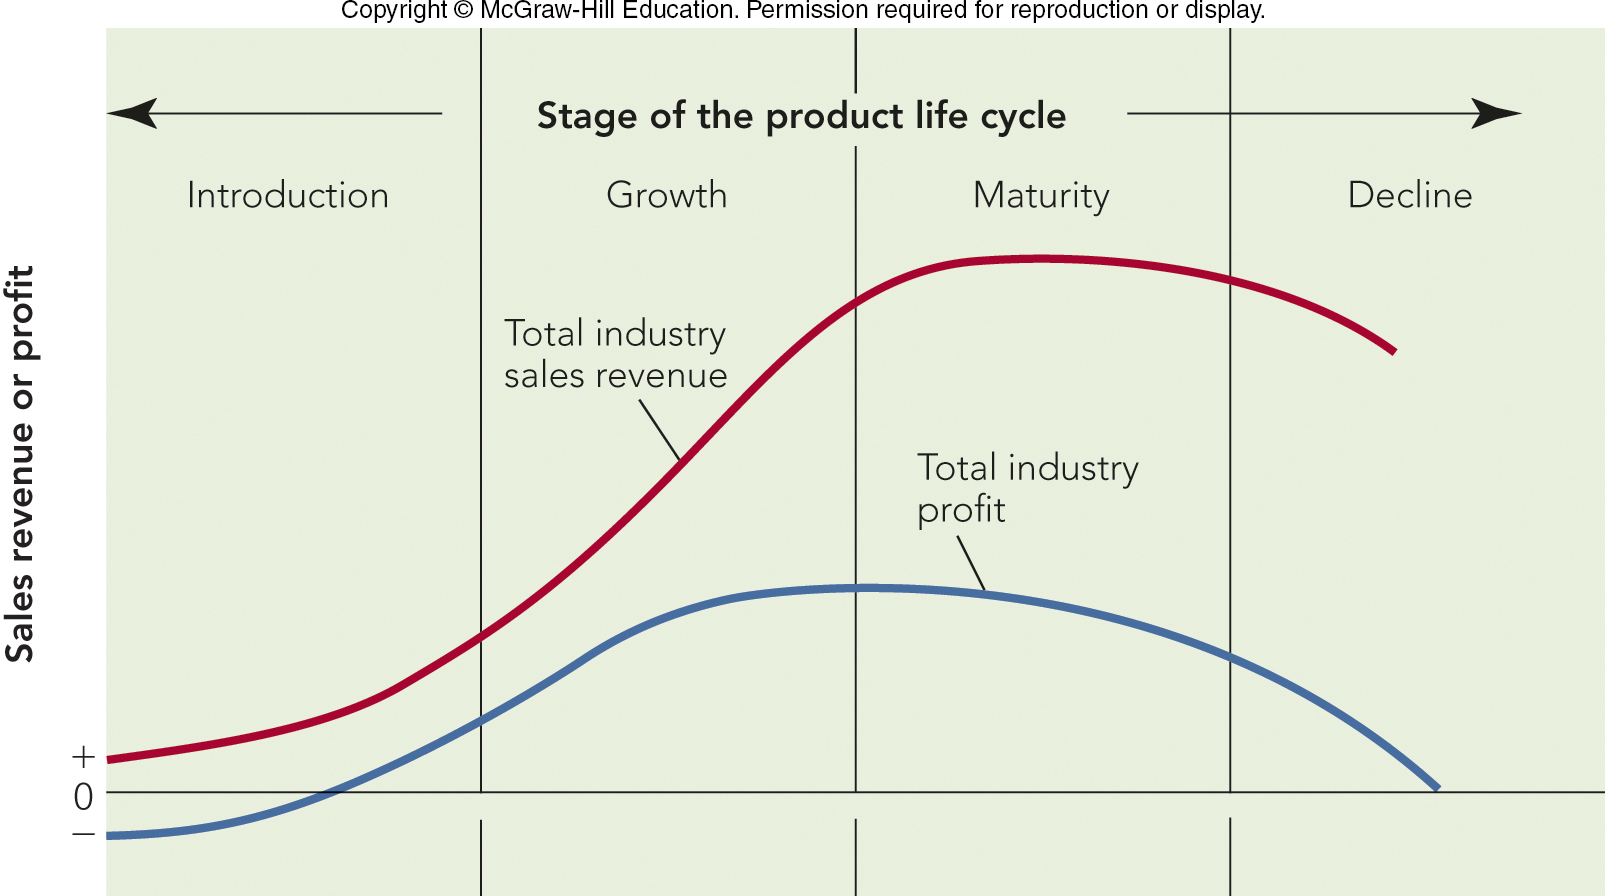 Copyright © McGraw-Hill Education. Permission required for reproduction or display.
Stage of the product life cycle
Introduction
Growth
Maturity
Decline
Sales revenue or profit
Total industry
sales revenue
Total industry
profit
+
0
−